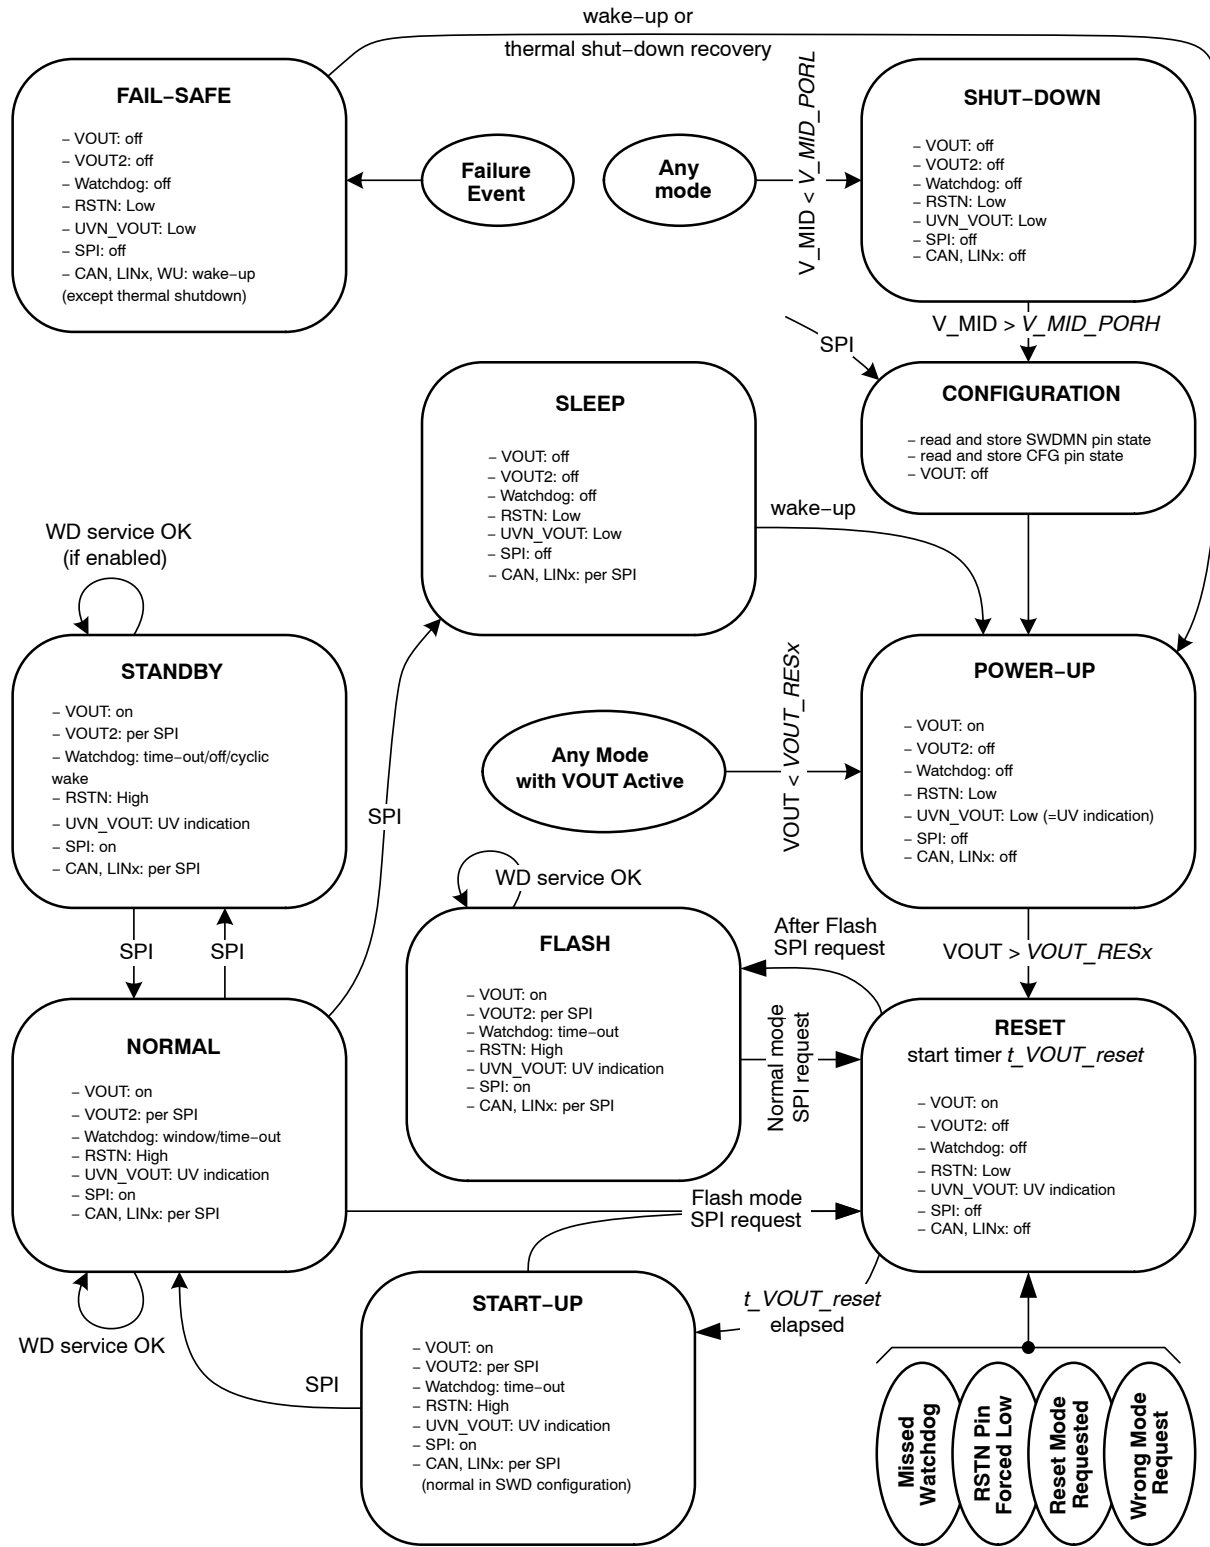 wake−up or
thermal shut−down recovery
FAIL−SAFE
− VOUT: off
− VOUT2: off
− Watchdog: off
− RSTN: Low
− UVN_VOUT: Low
− SPI: off
− CAN, LINx, WU: wake−up
(except thermal shutdown)
Failure
Event
Any
mode
V_MID < V_MID_PORL
SHUT−DOWN
− VOUT: off
− VOUT2: off
− Watchdog: off
− RSTN: Low
− UVN_VOUT: Low
− SPI: off
− CAN, LINx: off
V_MID > V_MID_PORH
SPI
CONFIGURATION
− read and store SWDMN pin state
− read and store CFG pin state
− VOUT: off
SLEEP
− VOUT: off
− VOUT2: off
− Watchdog: off
− RSTN: Low
− UVN_VOUT: Low
− SPI: off
− CAN, LINx: per SPI
wake−up
WD service OK
(if enabled)
STANDBY
− VOUT: on
− VOUT2: per SPI
− Watchdog: time−out/off/cyclic
wake
− RSTN: High
− UVN_VOUT: UV indication
− SPI: on
− CAN, LINx: per SPI
SPI
Any Mode
with VOUT Active
VOUT < VOUT_RESx
POWER−UP
− VOUT: on
− VOUT2: off
− Watchdog: off
− RSTN: Low
− UVN_VOUT: Low (=UV indication)
− SPI: off
− CAN, LINx: off
VOUT > VOUT_RESx
SPI
SPI
WD service OK
FLASH
− VOUT: on
− VOUT2: per SPI
− Watchdog: time−out
− RSTN: High
− UVN_VOUT: UV indication
− SPI: on
− CAN, LINx: per SPI
After Flash
SPI request
Normal mode
SPI request
RESET
start timer t_VOUT_reset
− VOUT: on
− VOUT2: off
− Watchdog: off
− RSTN: Low
− UVN_VOUT: UV indication
− SPI: off
− CAN, LINx: off
NORMAL
− VOUT: on
− VOUT2: per SPI
− Watchdog: window/time−out
− RSTN: High
− UVN_VOUT: UV indication
− SPI: on
− CAN, LINx: per SPI
Flash mode
SPI request
WD service OK
SPI
START−UP
− VOUT: on
− VOUT2: per SPI
− Watchdog: time−out
− RSTN: High
− UVN_VOUT: UV indication
− SPI: on
− CAN, LINx: per SPI
(normal in SWD configuration)
t_VOUT_reset
elapsed
Missed
Watchdog
RSTN Pin
Forced Low
Reset Mode
Requested
Wrong Mode
Request